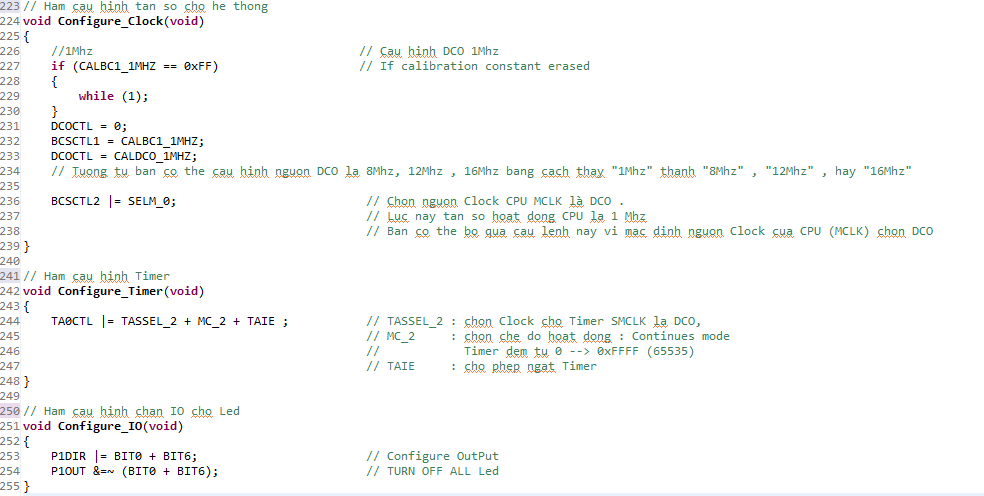 223 // Ham cau hinh tan so cho he thong
224 void Configure_Clock(void)
225 {
226     //1Mhz                                      // Cau hinh DCO 1Mhz
227     if (CALBC1_1MHZ == 0xFF)                    // If calibration constant erased
228     {
229         while (1);
230     }
231     DCOCTL = 0;
232     BCSCTL1 = CALBC1_1MHZ;
233     DCOCTL = CALDCO_1MHZ;
234     // Tuong tu ban co the cau hinh nguon DCO la 8Mhz, 12Mhz , 16Mhz bang cach thay "1Mhz" thanh "8Mhz" , "12Mhz" , hay "16Mhz"
235
236     BCSCTL2 |= SELM_0;                           // Chon nguon Clock CPU MCLK là DCO .
237                                                  // Luc nay tan so hoat dong CPU la 1 Mhz
238                                                  // Ban co the bo qua cau lenh nay vi mac dinh nguon Clock cua CPU (MCLK) chon DCO
239 }
240
241 // Ham cau hinh Timer
242 void Configure_Timer(void)
243 {
244     TA0CTL |= TASSEL_2 + MC_2 + TAIE ;           // TASSEL_2 : chon Clock cho Timer SMCLK la DCO,
245                                                  // MC_2     : chon che do hoat dong : Continues mode
246                                                  //            Timer dem tu 0 --> 0xFFFF (65535)
247                                                  // TAIE     : cho phep ngat Timer
248 }
249
250 // Ham cau hinh chan IO cho Led
251 void Configure_IO(void)
252 {
253     P1DIR |= BIT0 + BIT6;                        // Configure OutPut
254     P1OUT &=~ (BIT0 + BIT6);                     // TURN OFF ALL Led
255 }